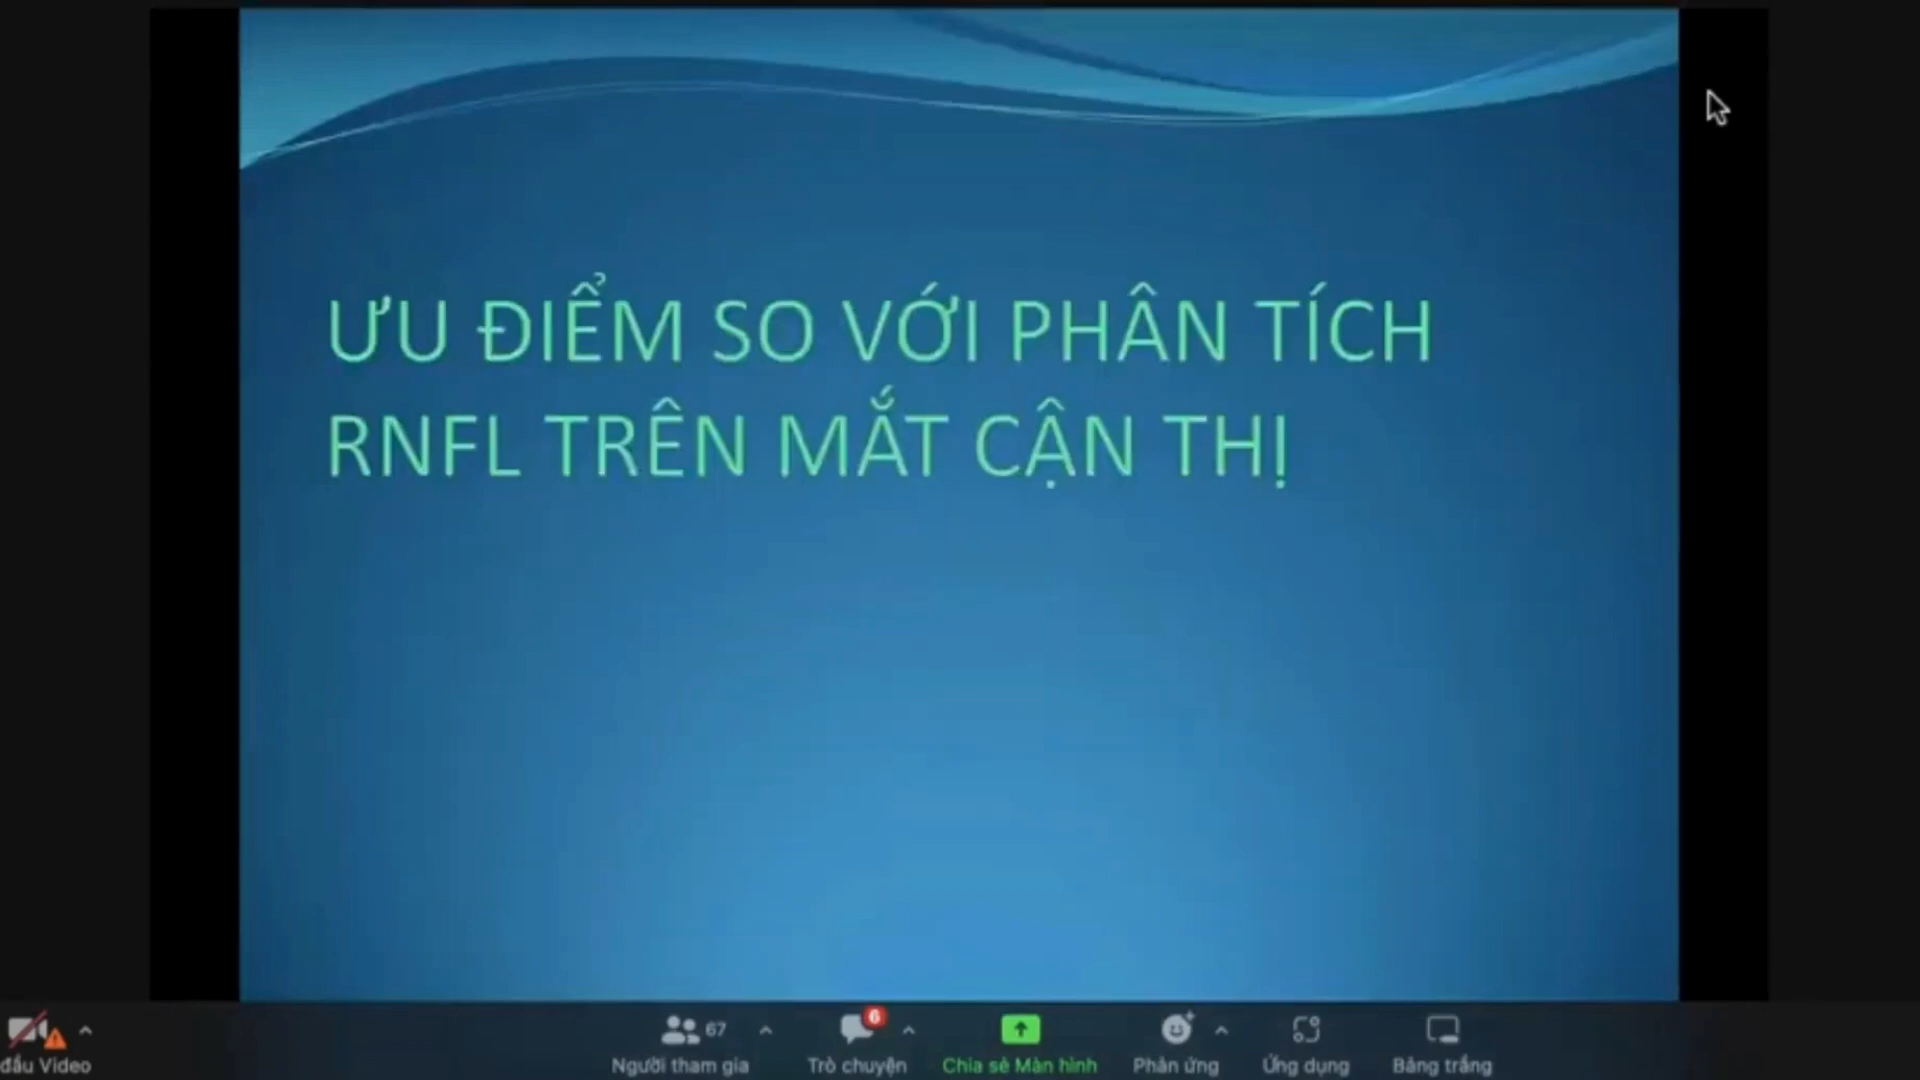 ƯU ĐIỂM SO VỚI PHÂN TÍCH
RNFL TRÊN MẮT CẬN THỊ
67
6
đầu Video
Người tham gia
Trò chuyện
Chia sẻ Màn hình
Phản ứng
Ứng dụng
Bảng trắng